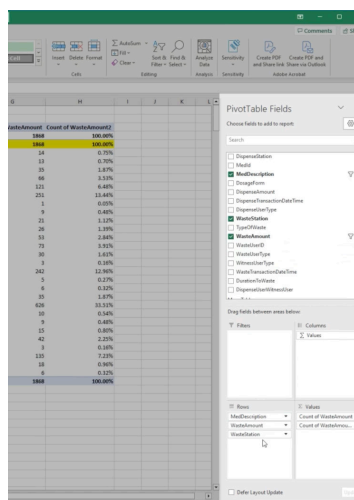 Comments
Insert Delete Format
Cells
AutoSum
Fill
Clear
Sort & Find &
Filter Select
Editing
Analyze
Data
Analysis
Sensitivity
Sensitivity
Create PDF Create PDF and
and Share link Share via Outlook
Adobe Acrobat
G H I J K L
WasteAmount Count of WasteAmount2
1868 100.00%
1868 100.00%
14 0.75%
13 0.70%
35 1.87%
66 3.53%
121 6.48%
251 13.44%
1 0.05%
9 0.48%
21 1.12%
26 1.39%
53 2.84%
73 3.91%
30 1.61%
3 0.16%
242 12.96%
5 0.27%
6 0.32%
35 1.87%
626 33.51%
10 0.54%
9 0.48%
15 0.80%
42 2.25%
3 0.16%
135 7.23%
18 0.96%
6 0.32%
1868 100.00%
PivotTable Fields
Choose fields to add to report:
Search
DispenseStation
MedId
MedDescription
DosageForm
DispenseAmount
DispenseTransactionDateTime
DispenseUserType
WasteStation
TypeOfWaste
WasteAmount
WasteUserID
WasteUserType
WitnessUserType
WasteTransactionDateTime
DurationToWaste
DispenseUserWitnessUser
Drag fields between areas below:
Filters
Columns
Σ Values
Rows
MedDescription
WasteAmount
WasteStation
Values
Count of WasteAmount
Count of WasteAmou...
Defer Layout Update